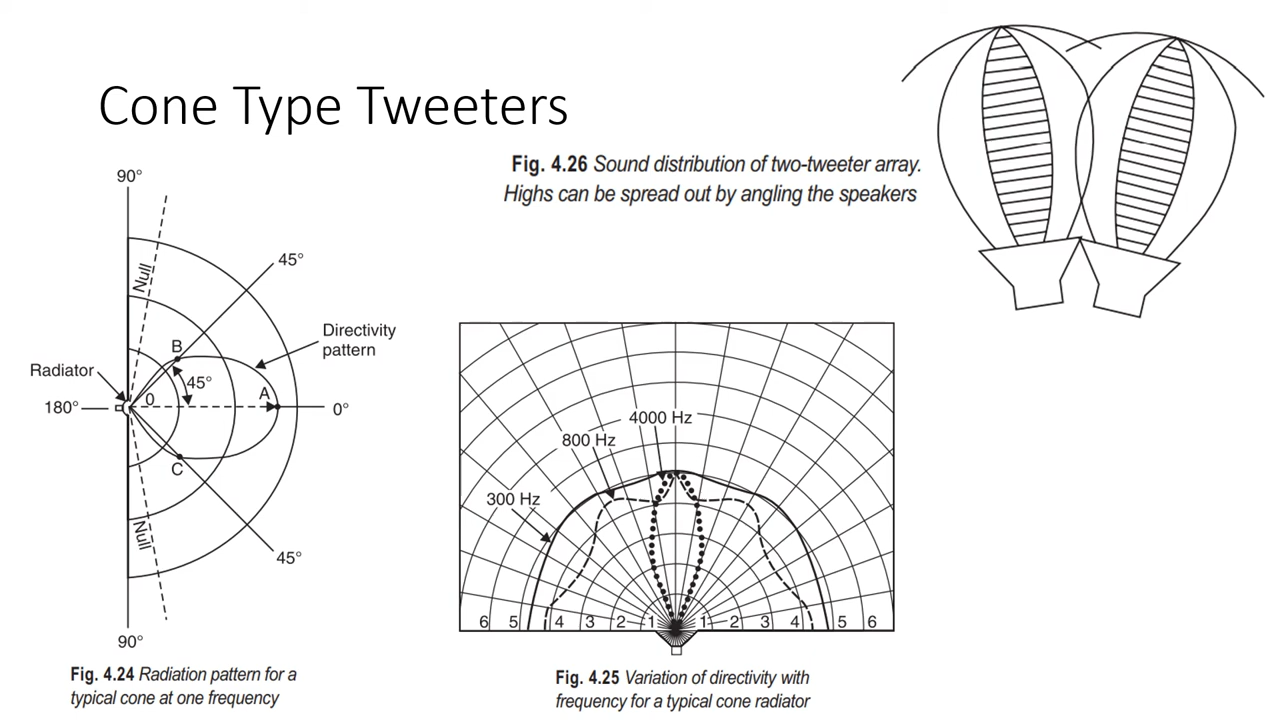 Cone Type Tweeters
Fig. 4.26 Sound distribution of two-tweeter array.
Highs can be spread out by angling the speakers
90°
Null
45°
Directivity
pattern
B
Radiator
45°
A
0
180°
0°
C
Null
45°
90°
Fig. 4.24 Radiation pattern for a
typical cone at one frequency
4000 Hz
800 Hz
300 Hz
6 5 4 3 2 1 1 2 3 4 5 6
Fig. 4.25 Variation of directivity with
frequency for a typical cone radiator